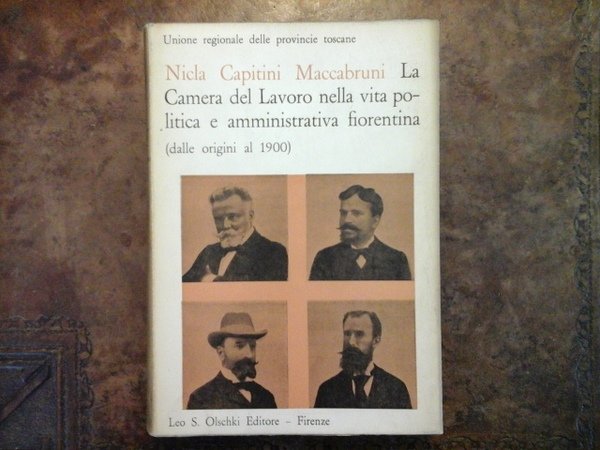 Unione regionale delle provincie toscane
Nicla Capitini Maccabruni La
Camera del Lavoro nella vita po-
litica e amministrativa fiorentina
(dalle origini al 1900)
Leo S. Olschki Editore – Firenze